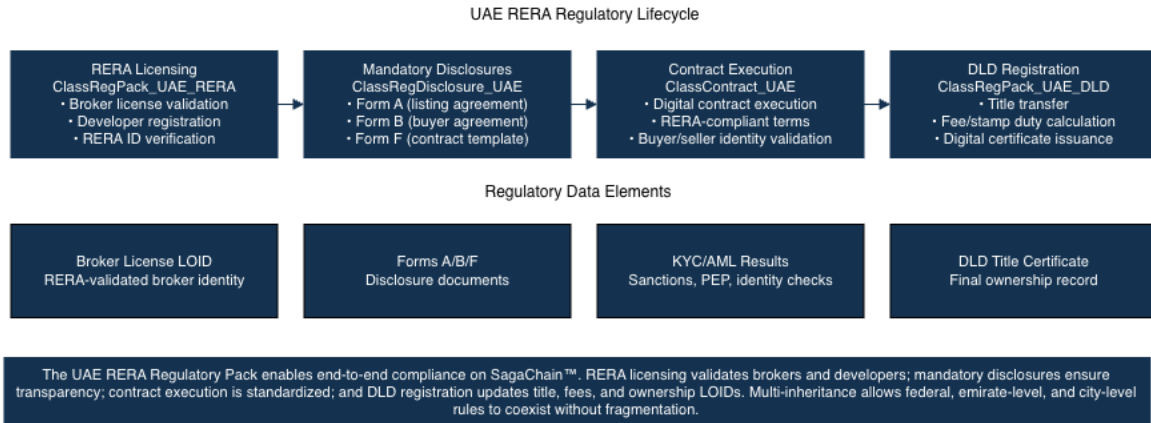 UAE RERA Regulatory Lifecycle
RERA Licensing
ClassRegPack_UAE_RERA
• Broker license validation
• Developer registration
• RERA ID verification
Mandatory Disclosures
ClassRegDisclosure_UAE
• Form A (listing agreement)
• Form B (buyer agreement)
• Form F (contract template)
Contract Execution
ClassContract_UAE
• Digital contract execution
• RERA-compliant terms
• Buyer/seller identity validation
DLD Registration
ClassRegPack_UAE_DLD
• Title transfer
• Fee/stamp duty calculation
• Digital certificate issuance
Regulatory Data Elements
Broker License LOID
RERA-validated broker identity
Forms A/B/F
Disclosure documents
KYC/AML Results
Sanctions, PEP, identity checks
DLD Title Certificate
Final ownership record
The UAE RERA Regulatory Pack enables end-to-end compliance on SagaChain™. RERA licensing validates brokers and developers; mandatory disclosures ensure
transparency; contract execution is standardized; and DLD registration updates title, fees, and ownership LOIDs. Multi-inheritance allows federal, emirate-level, and city-level
rules to coexist without fragmentation.